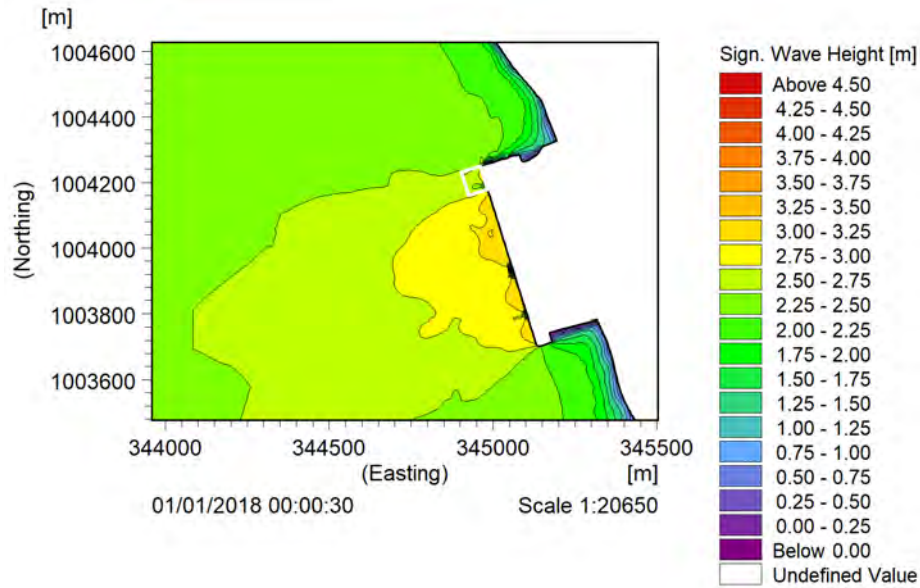 [m]
1004600
1004400
1004200
1004000
1003800
1003600
(Northing)
344000 344500 345000 345500
(Easting) [m]
01/01/2018 00:00:30 Scale 1:20650
Sign. Wave Height [m]
Above 4.50
4.25 - 4.50
4.00 - 4.25
3.75 - 4.00
3.50 - 3.75
3.25 - 3.50
3.00 - 3.25
2.75 - 3.00
2.50 - 2.75
2.25 - 2.50
2.00 - 2.25
1.75 - 2.00
1.50 - 1.75
1.25 - 1.50
1.00 - 1.25
0.75 - 1.00
0.50 - 0.75
0.25 - 0.50
0.00 - 0.25
Below 0.00
Undefined Value